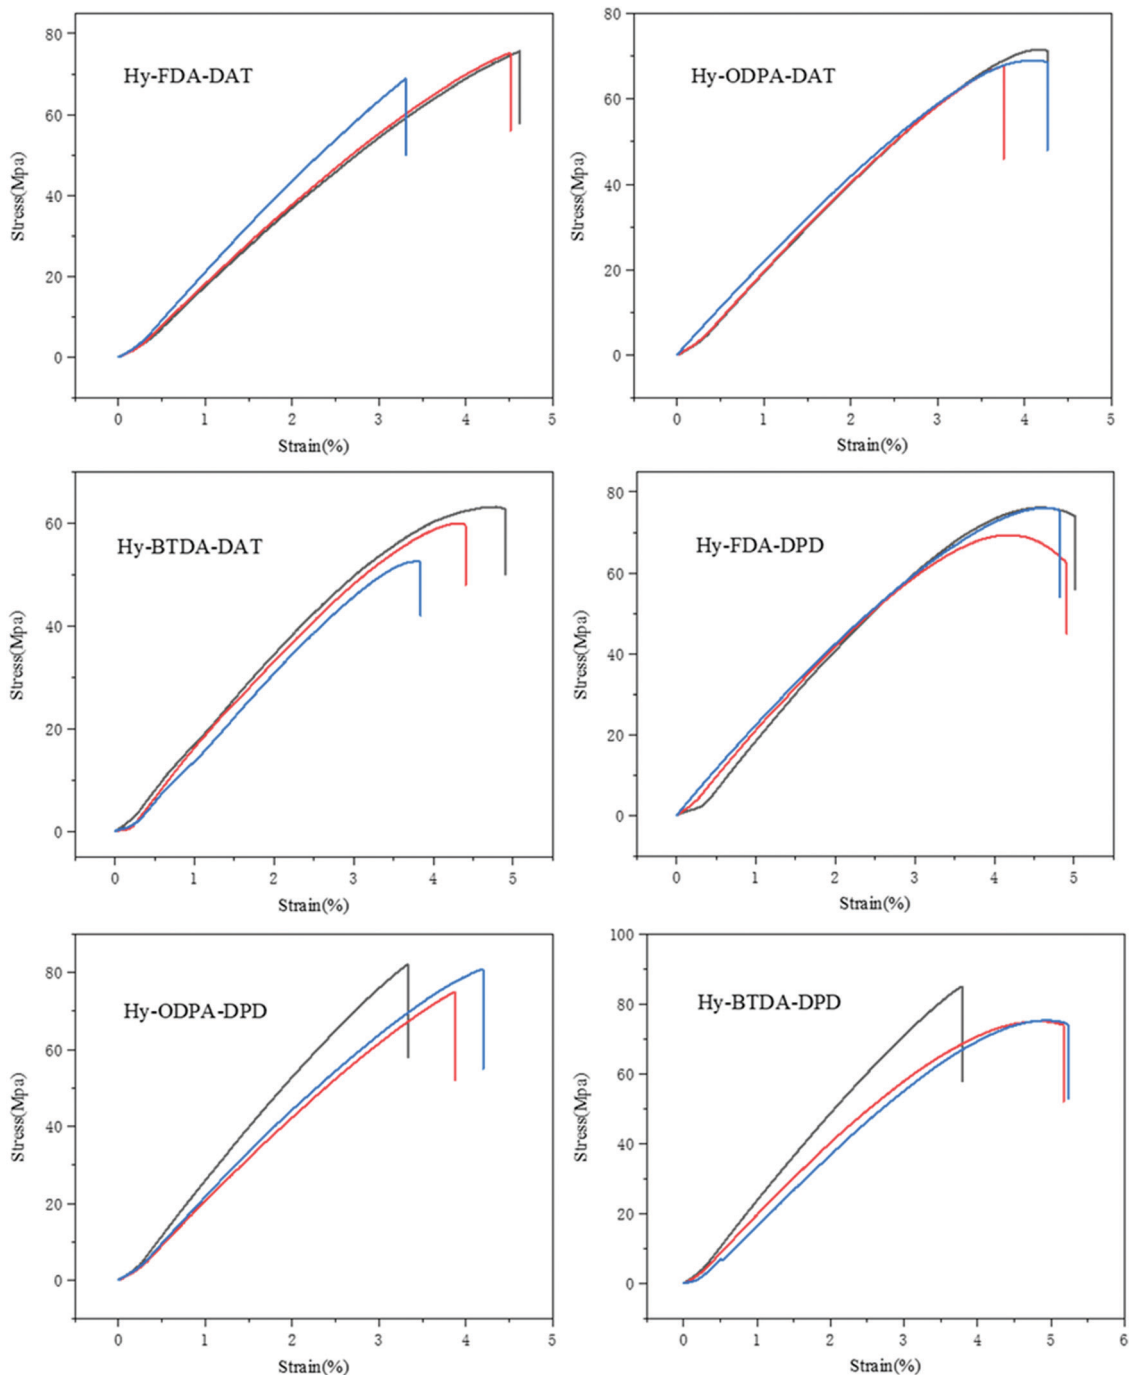 80
60
40
20
0
Stress(Mpa)
Hy-FDA-DAT
0 1 2 3 4 5
Strain(%)
80
60
40
20
0
Stress(Mpa)
Hy-ODPA-DAT
0 1 2 3 4 5
Strain(%)
60
40
20
0
Stress(Mpa)
Hy-BTDA-DAT
0 1 2 3 4 5
Strain(%)
80
60
40
20
0
Stress(Mpa)
Hy-FDA-DPD
0 1 2 3 4 5
Strain(%)
80
60
40
20
0
Stress(Mpa)
Hy-ODPA-DPD
0 1 2 3 4 5
Strain(%)
100
80
60
40
20
0
Stress(Mpa)
Hy-BTDA-DPD
0 1 2 3 4 5 6
Strain(%)